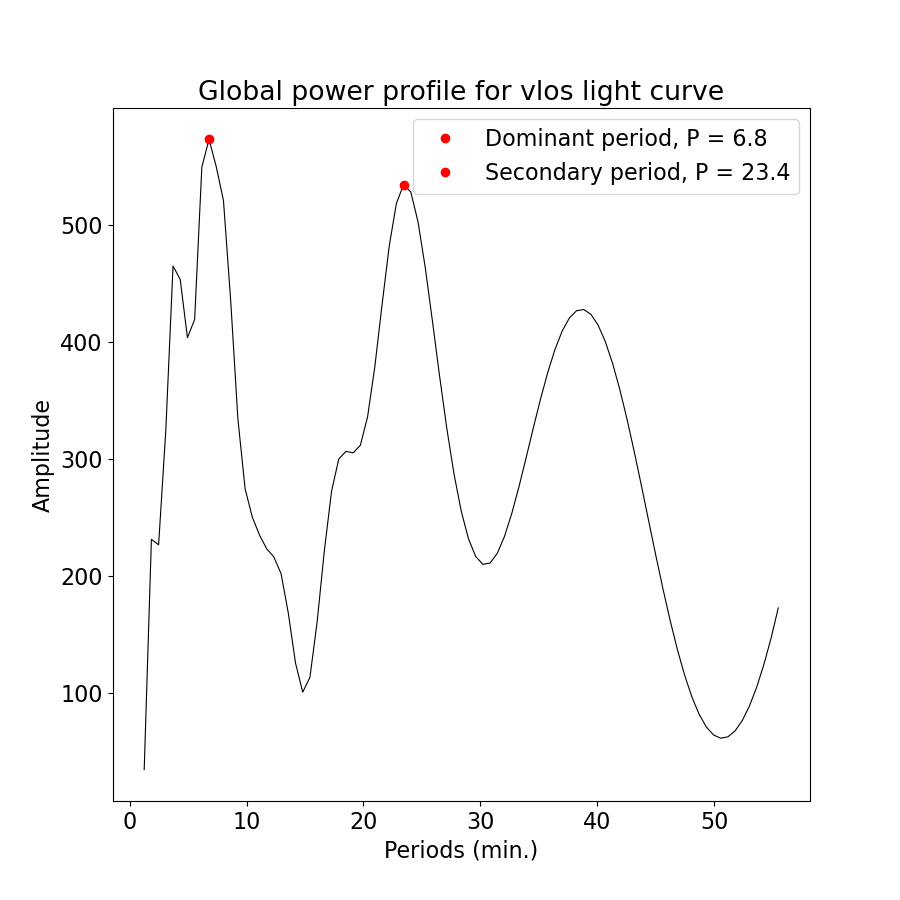 Global power profile for vlos light curve
Dominant period, P = 6.8
Secondary period, P = 23.4
500
400
300
200
100
Amplitude
0 10 20 30 40 50
Periods (min.)